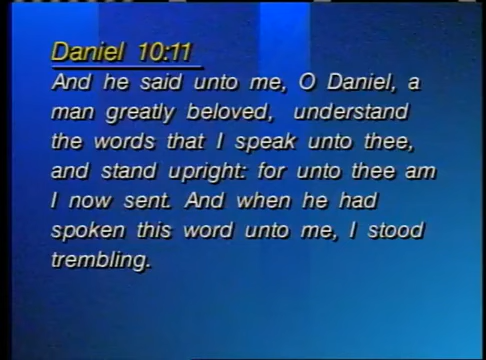 Daniel 10:11
And he said unto me, O Daniel, a
man greatly beloved, understand
the words that I speak unto thee,
and stand upright: for unto thee am
I now sent. And when he had
spoken this word unto me, I stood
trembling.